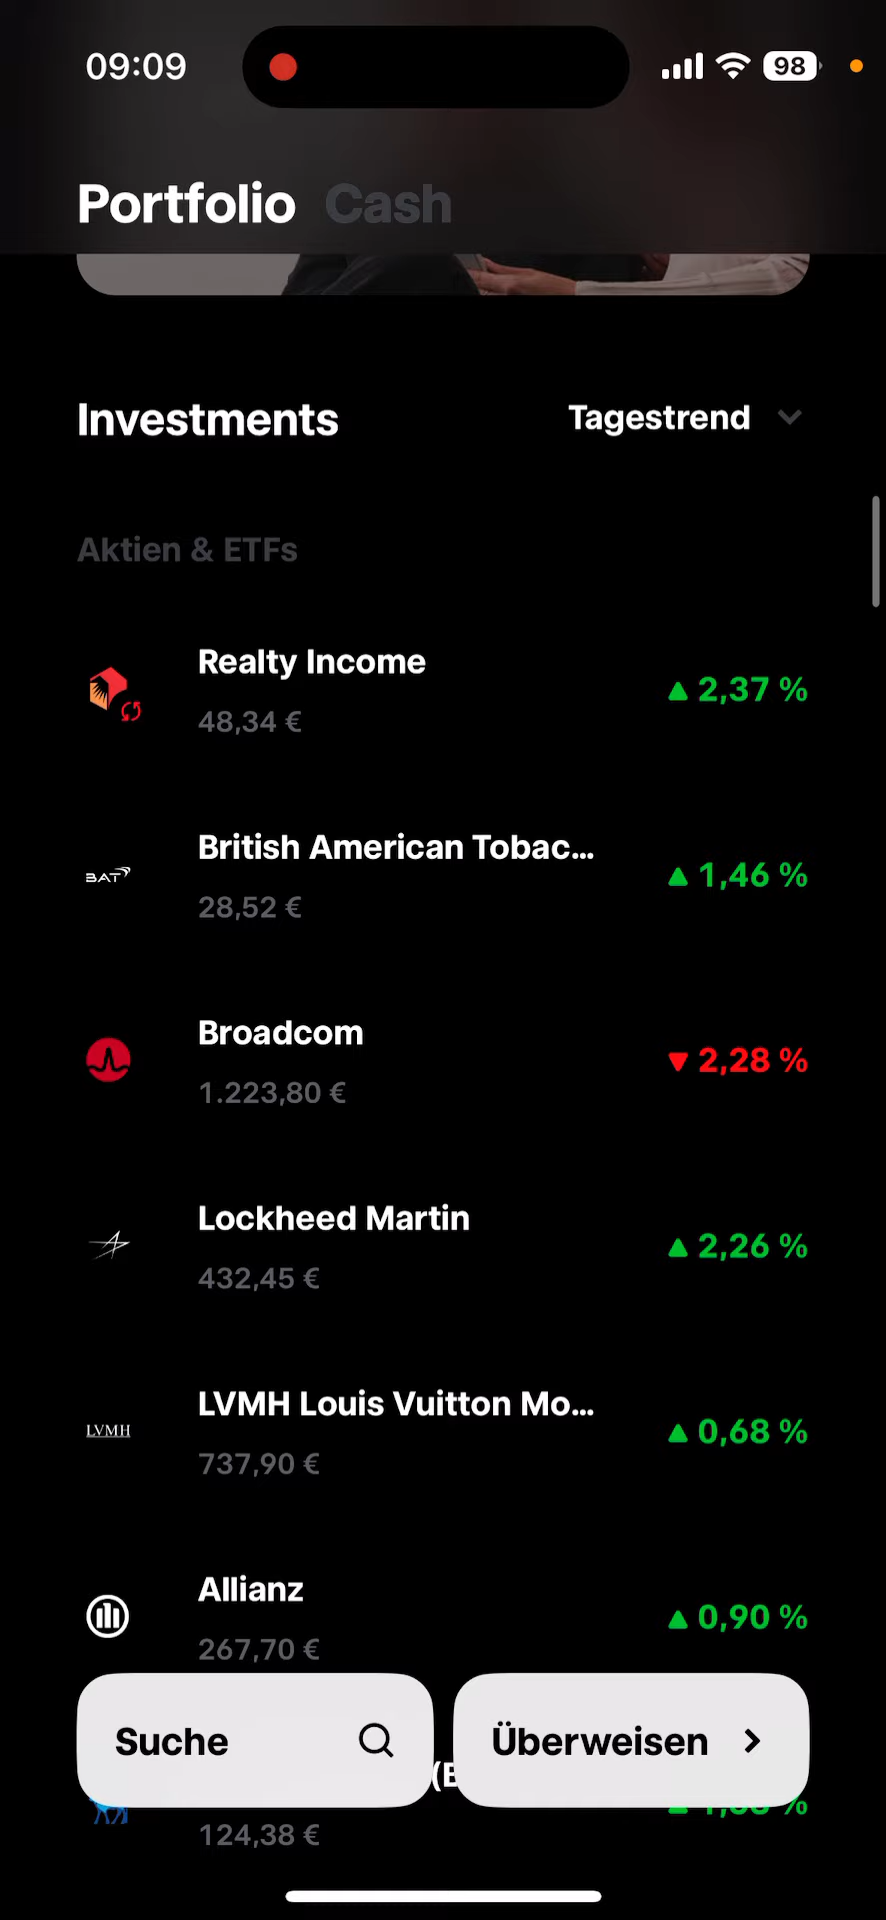 09:09
98
Portfolio Cash
Investments
Tagestrend
Aktien & ETFs
Realty Income
48,34 €
2,37 %
BAT
British American Tobac...
28,52 €
1,46 %
Broadcom
1.223,80 €
2,28 %
Lockheed Martin
432,45 €
2,26 %
LVMH
LVMH Louis Vuitton Mo...
737,90 €
0,68 %
Allianz
267,70 €
0,90 %
Suche
Überweisen
124,38 €